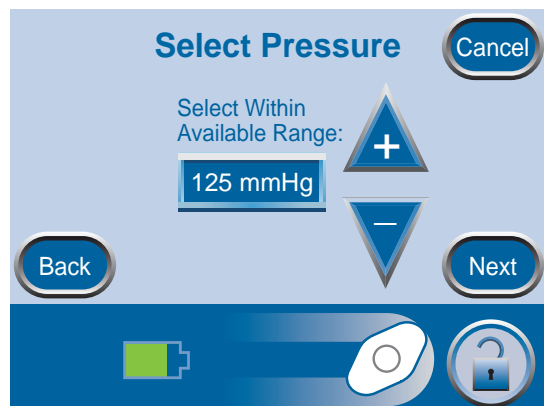 Select Pressure
Cancel
Select Within
Available Range:
+
125 mmHg
−
Back
Next